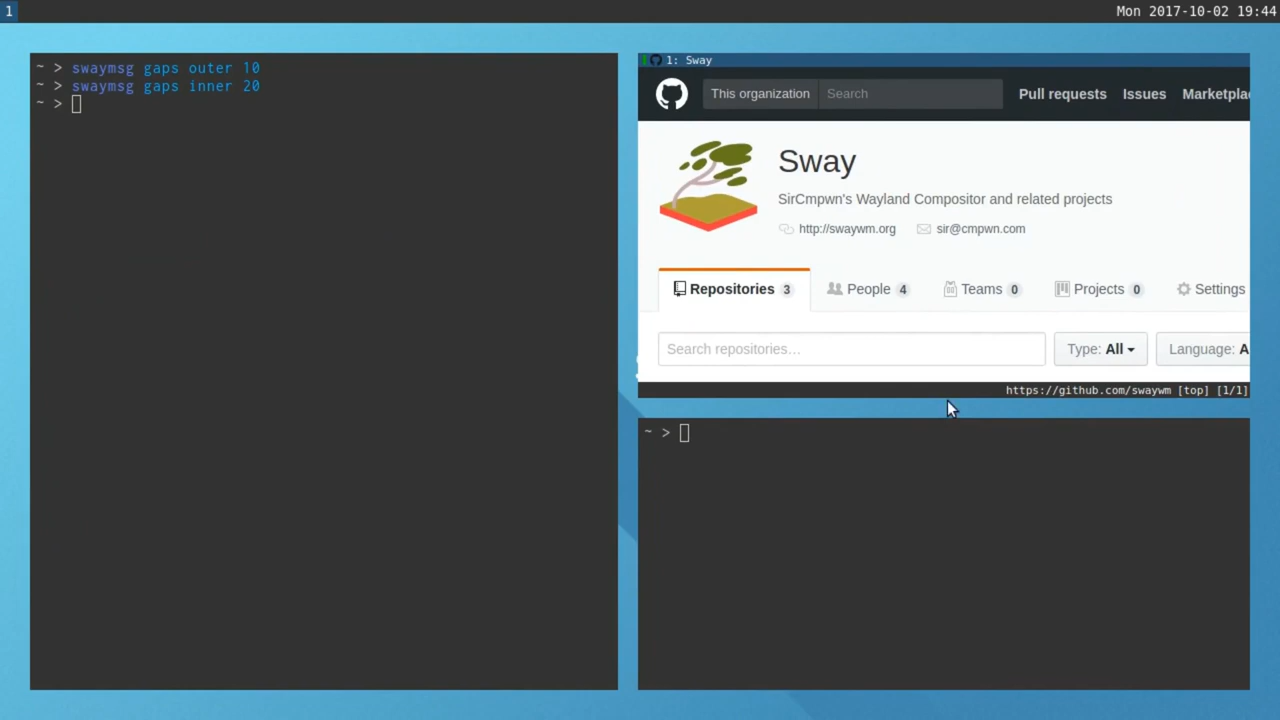 1
Mon 2017-10-02 19:44
~ > swaymsg gaps outer 10
~ > swaymsg gaps inner 20
~ >
1: Sway
This organization Search Pull requests Issues
Sway
SirCmpwn's Wayland Compositor and related projects
http://swaywm.org sir@cmpwn.com
Repositories 3 People 4 Teams 0 Projects 0 Settings
Search repositories… Type: All Language:
https://github.com/swaywm [top] [1/1]
~ >